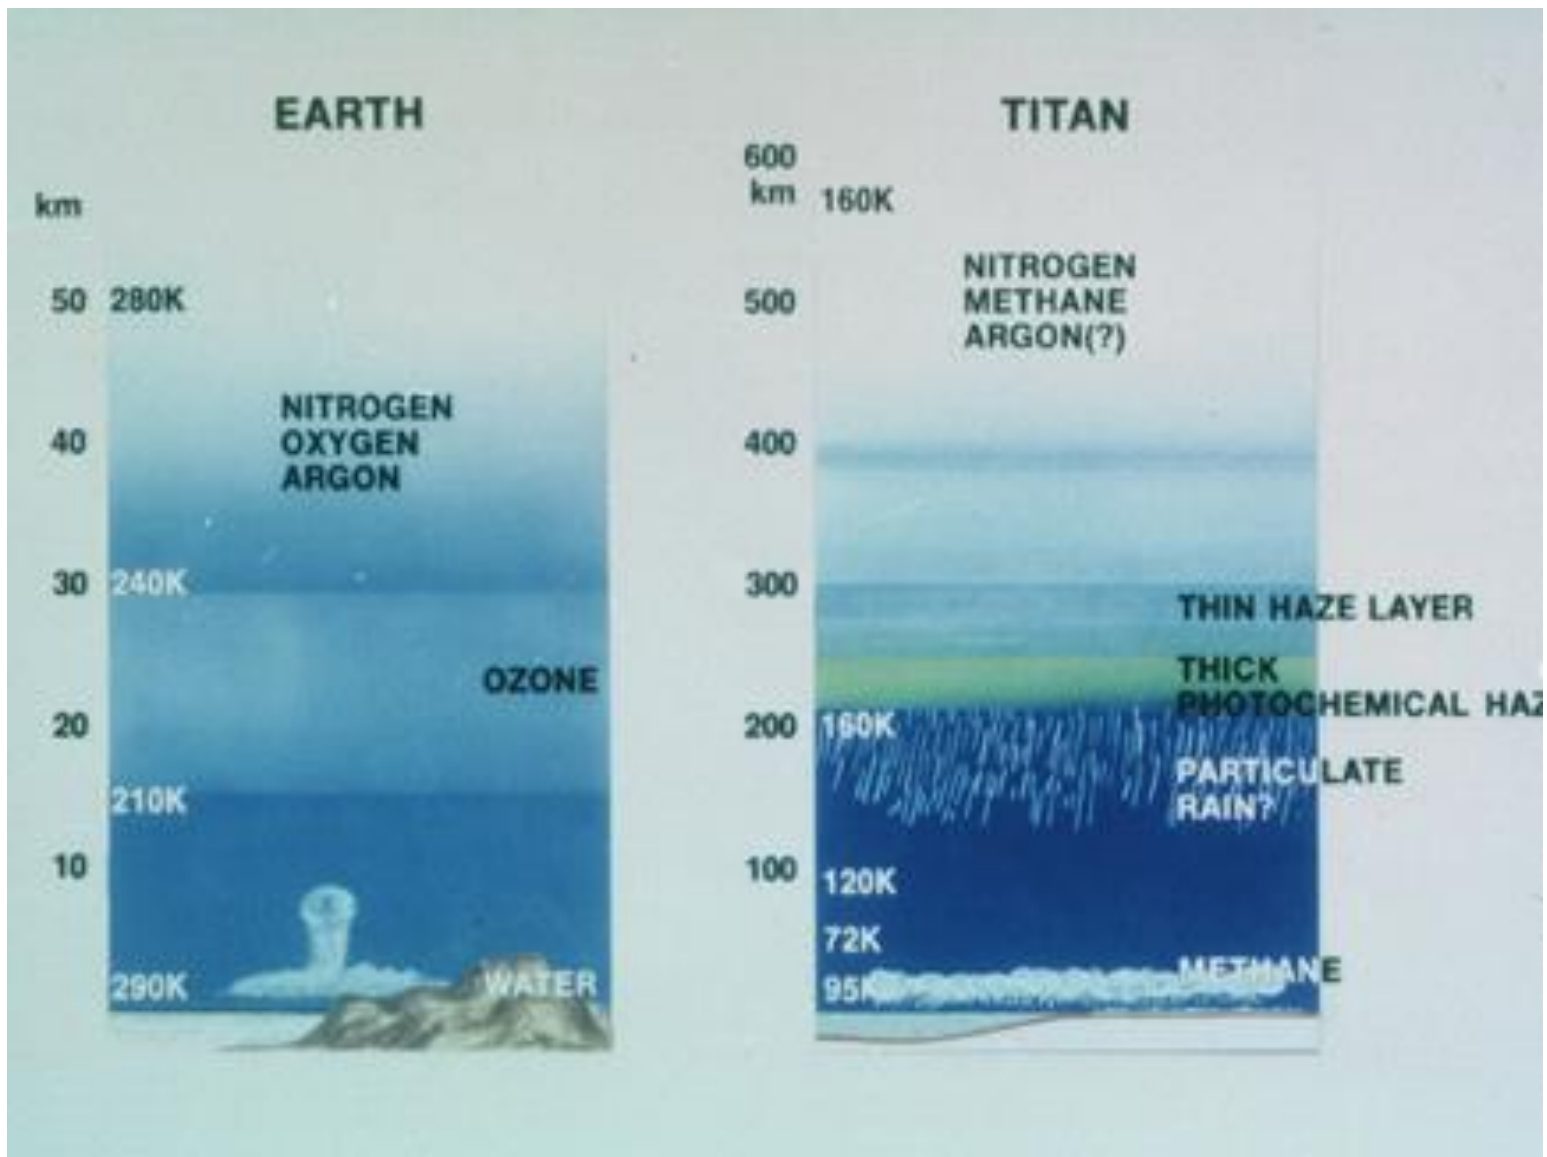 EARTH
km
50 280K
NITROGEN
40 OXYGEN
ARGON
30 240K
OZONE
20
210K
10
290K WATER
TITAN
600
km 160K
NITROGEN
500 METHANE
ARGON(?)
400
300
THIN HAZE LAYER
THICK
PHOTOCHEMICAL HAZ
200 160K
PARTICULATE
RAIN?
100 120K
72K
METHANE
95K